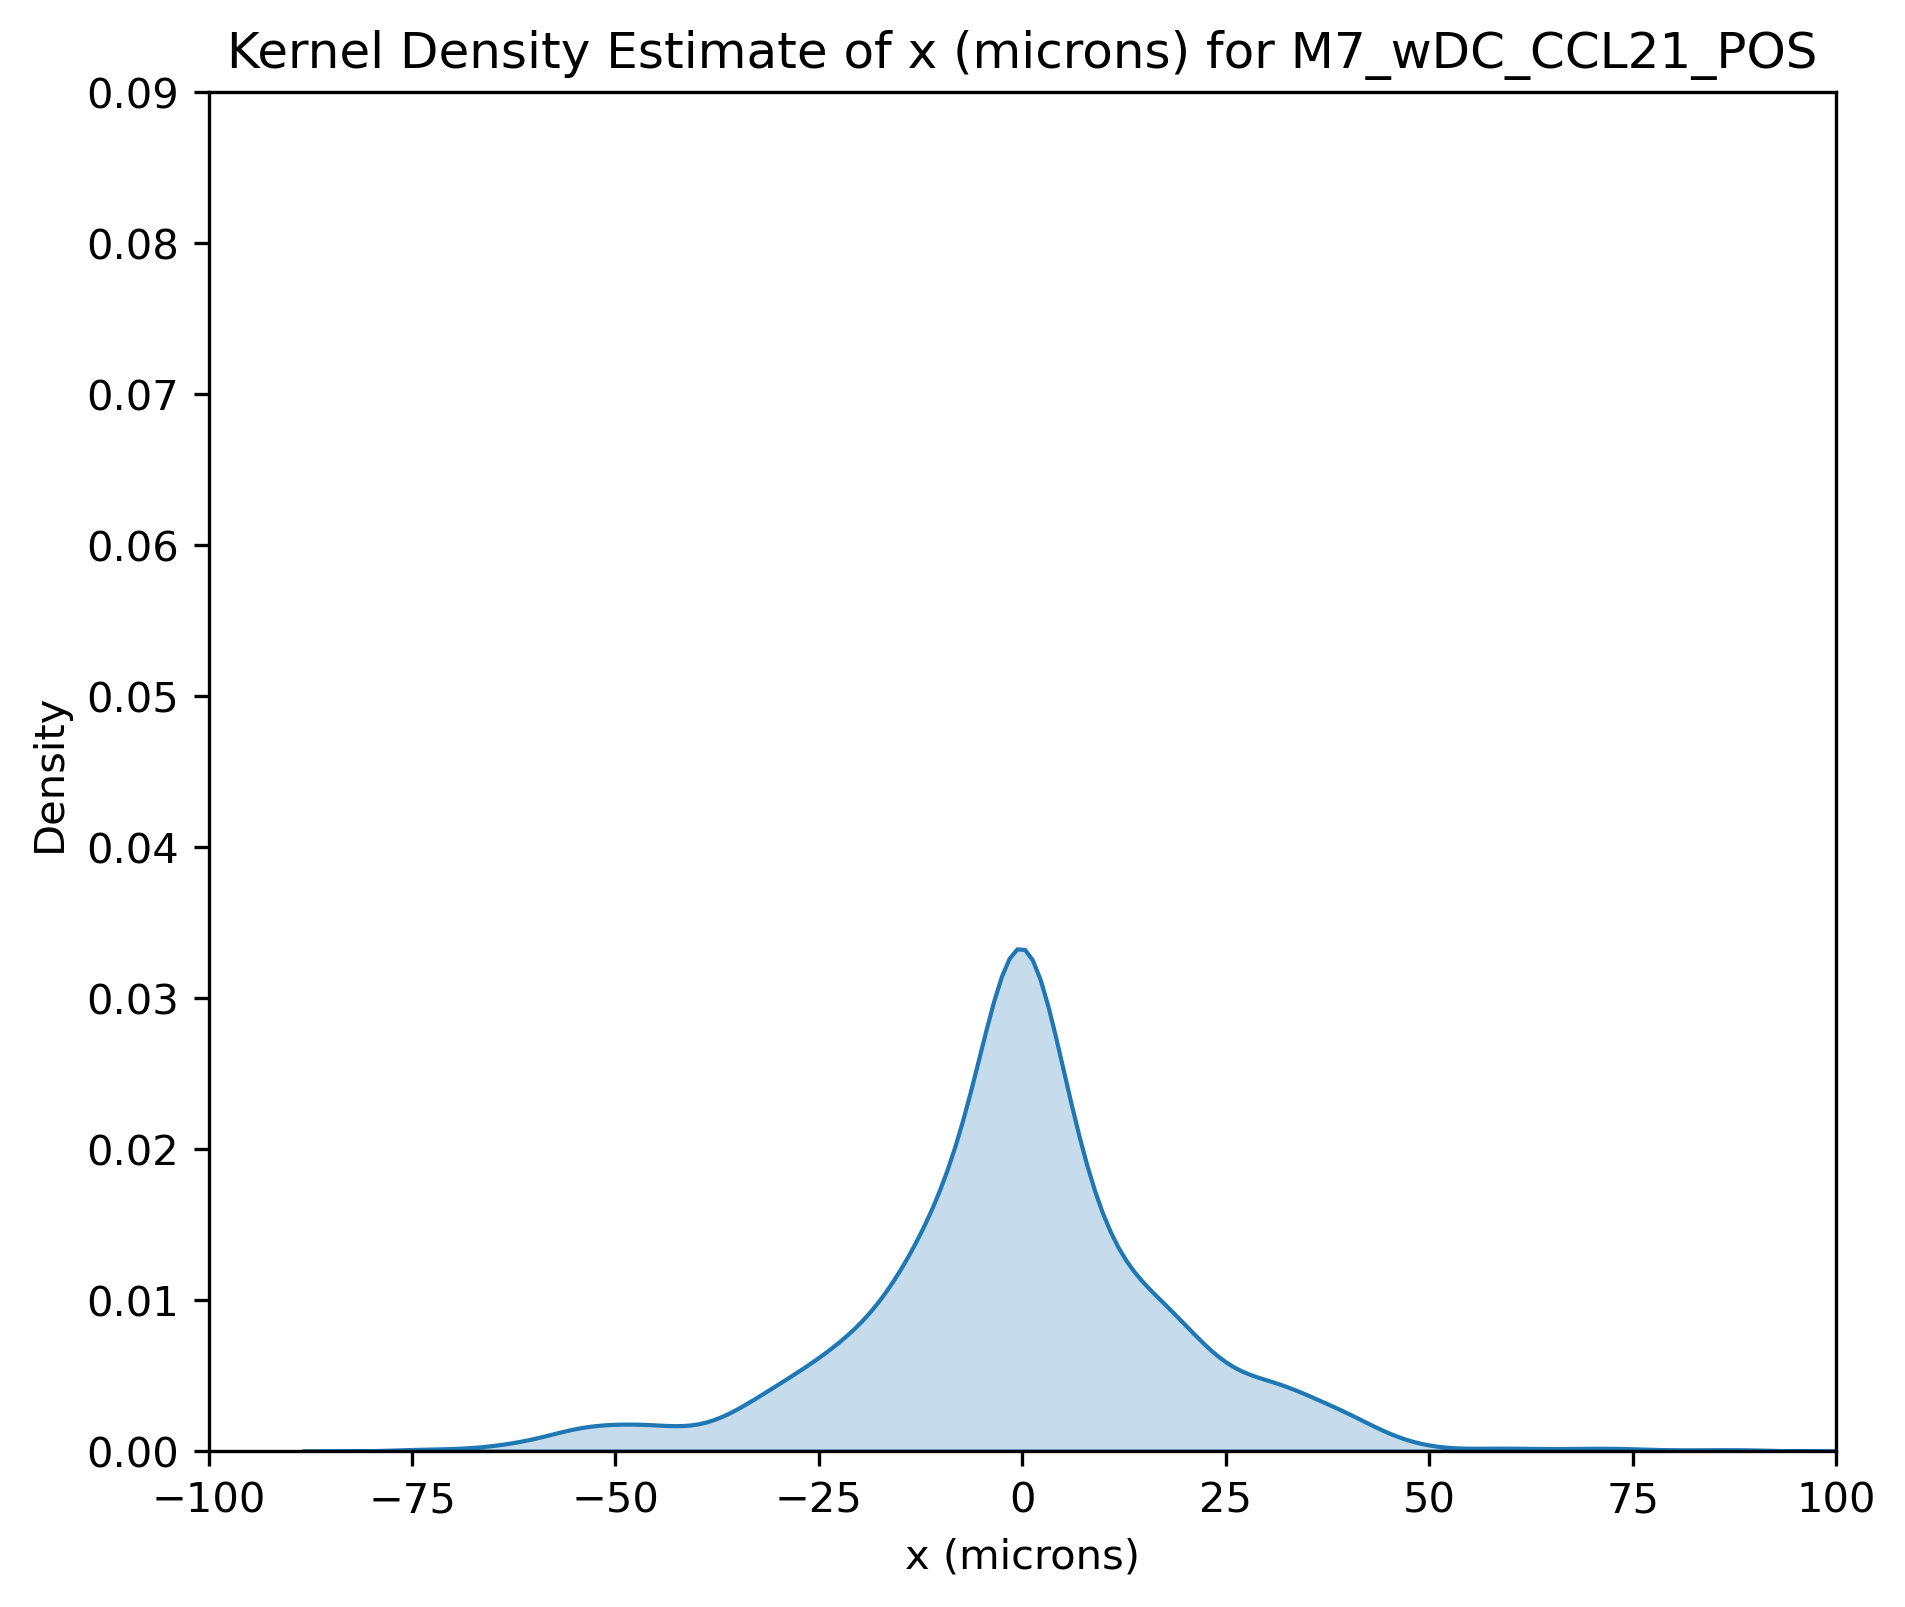 Kernel Density Estimate of x (microns) for M7_wDC_CCL21_POS
0.09
0.08
0.07
0.06
0.05
0.04
0.03
0.02
0.01
0.00
Density
−100 −75 −50 −25 0 25 50 75 100
x (microns)